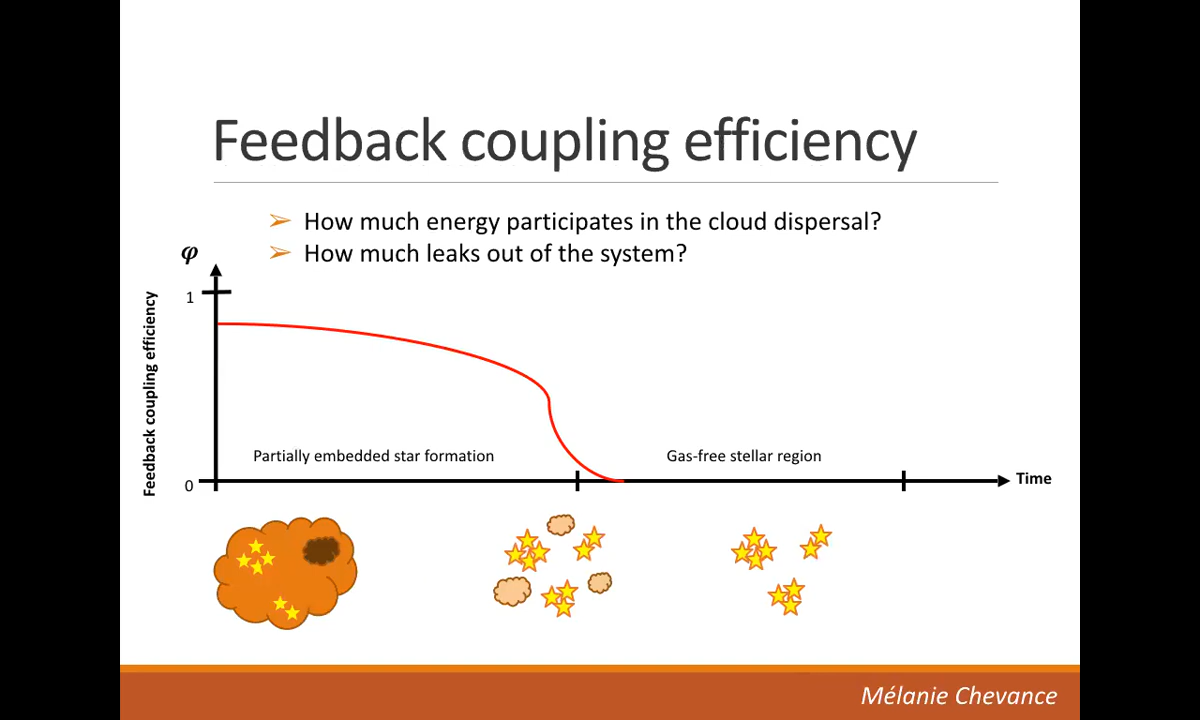 Feedback coupling efficiency
➢ How much energy participates in the cloud dispersal?
➢ How much leaks out of the system?
φ
Feedback coupling efficiency
1
Partially embedded star formation
Gas-free stellar region
0
Time
Mélanie Chevance